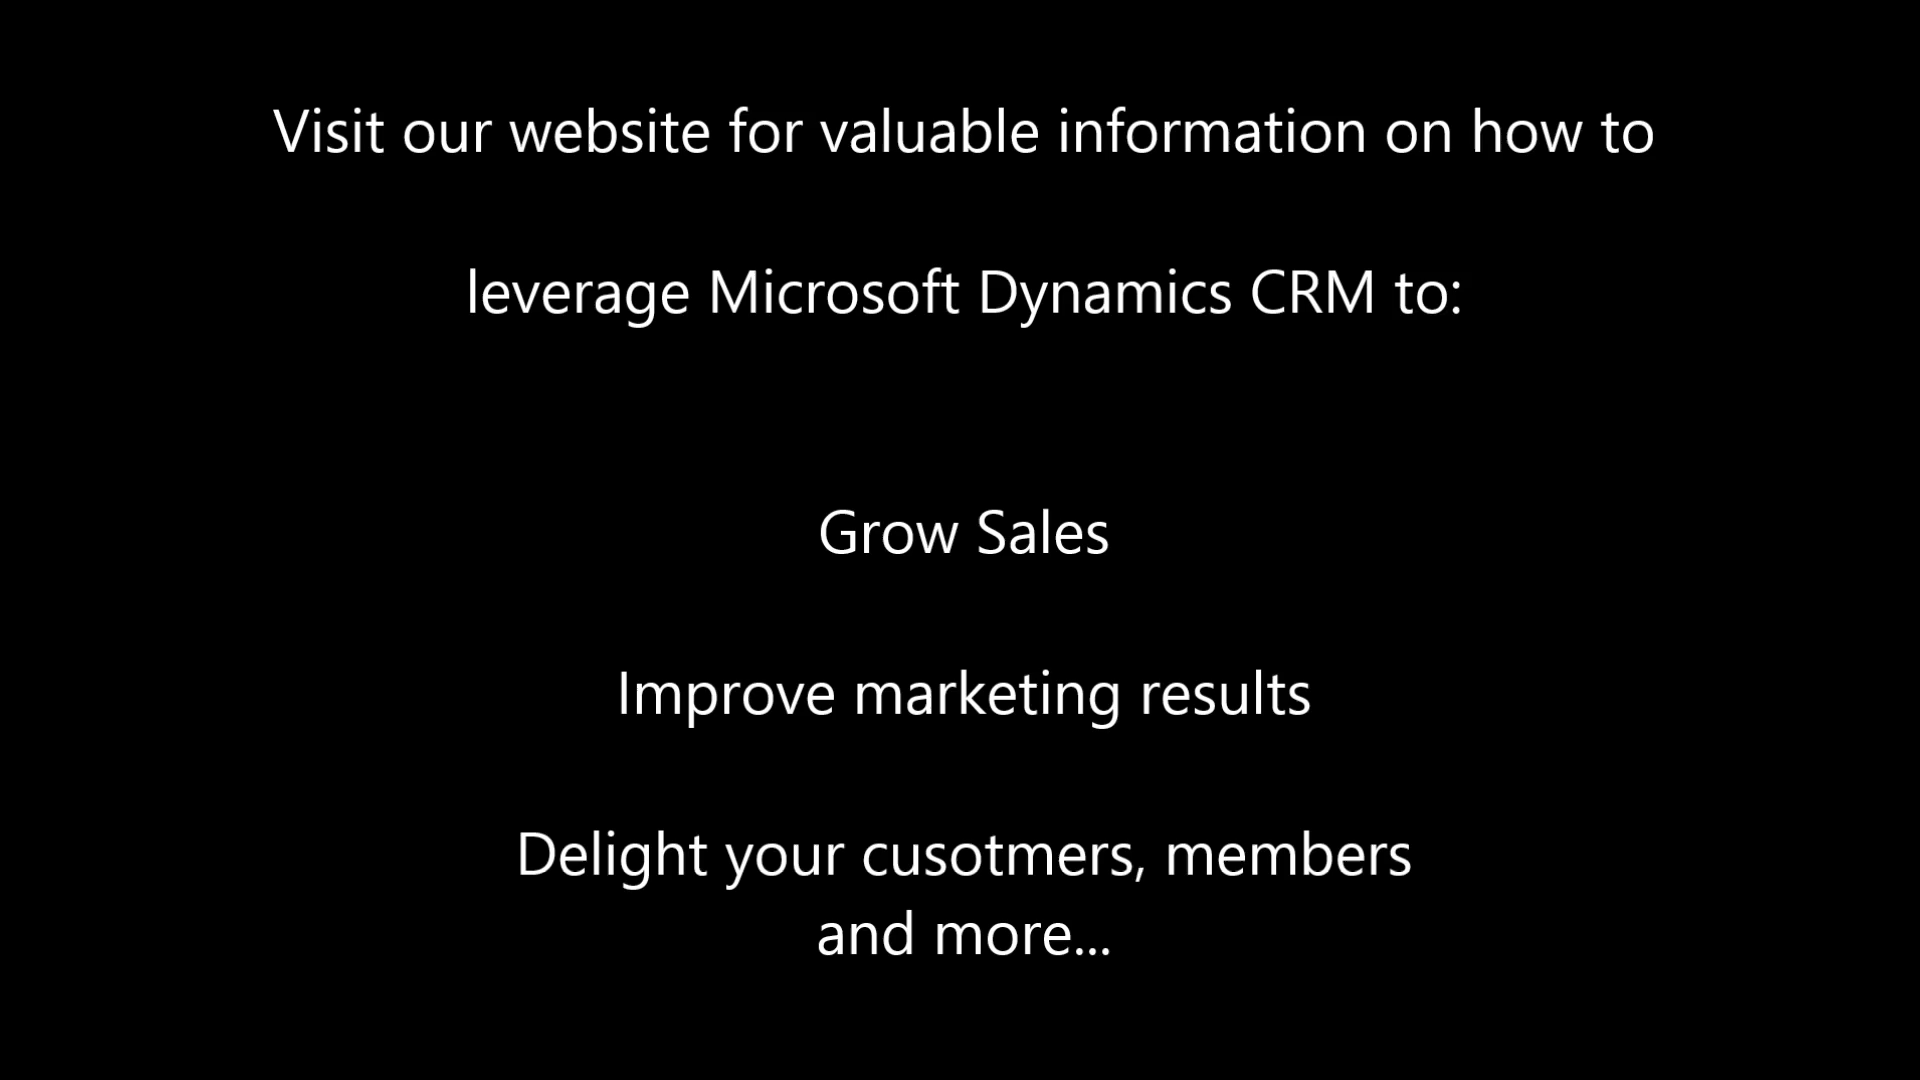 Visit our website for valuable information on how to
leverage Microsoft Dynamics CRM to:
Grow Sales
Improve marketing results
Delight your cusotmers, members
and more...